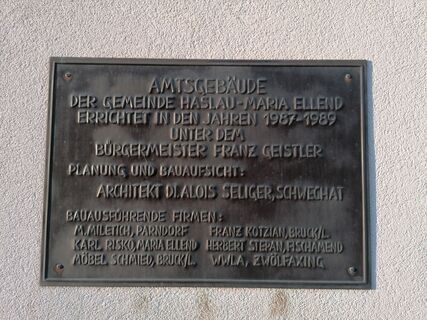 AMTSGEBÄUDE
DER GEMEINDE HASLAU-MARIA ELLEND
ERRICHTET IN DEN JAHREN 1987-1989
UNTER DEM
BÜRGERMEISTER FRANZ GEISTLER
PLANUNG UND BAUAUFSICHT:
ARCHITEKT DI.ALOIS SELIGER, SCHWECHAT
BAUAUSFÜHRENDE FIRMEN:
M.MILETICH, PARNDORF FRANZ KOTZIAN, BRUCK/L.
KARL RISKO, MARIA ELLEND HERBERT STEPAN, FISCHAMEND
MÖBEL SCHMIED, BRUCK/L. WWLA, ZWÖLFAXING